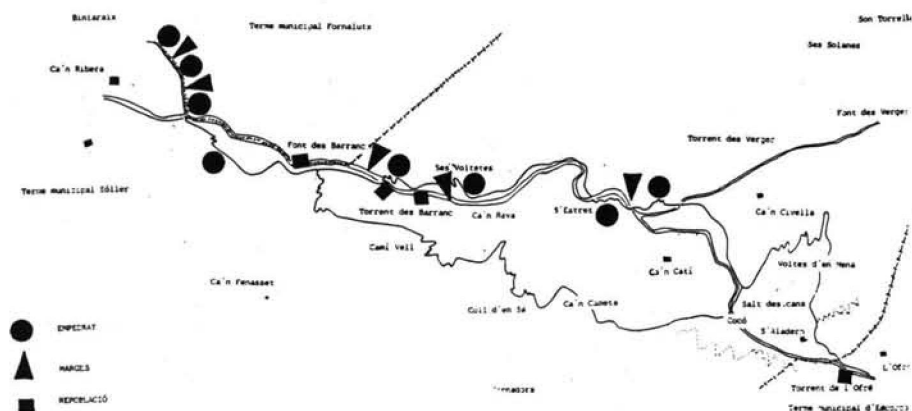 Biniaraix
Terme municipal Fornalutx
Son Torrella
Ses Solanes
Ca'n Ribera
Font des Verger
Font des Barranc
Torrent des Verger
Ses Voltetes
Terme municipal Sóller
Torrent des Barranc
Ca'n Rava
S'Estret
Ca'n Civella
Camí Vell
Voltes d'en Mena
Ca'n Catí
Ca'n Penasset
Coll d'en Sé
Ca'n Caneta
Salt des cans
Cocó
S'Aladern
L'Ofre
EMPEDRAT
MARGES
REPOBLACIÓ
Torrent de l'Ofré
Terme municipal d'Escorca